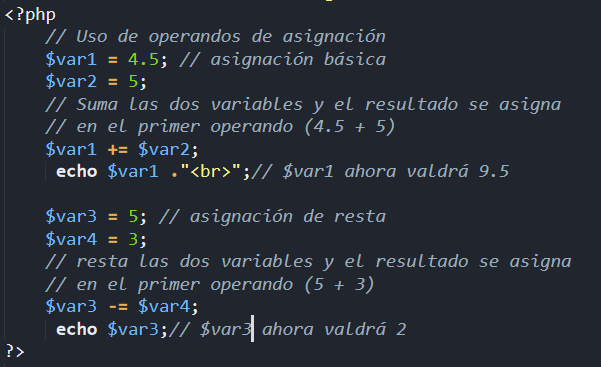 <?php
// Uso de operandos de asignación
$var1 = 4.5; // asignación básica
$var2 = 5;
// Suma las dos variables y el resultado se asigna
// en el primer operando (4.5 + 5)
$var1 += $var2;
echo $var1 ."<br>";// $var1 ahora valdrá 9.5
$var3 = 5; // asignación de resta
$var4 = 3;
// resta las dos variables y el resultado se asigna
// en el primer operando (5 + 3)
$var3 -= $var4;
echo $var3;// $var3 ahora valdrá 2
?>